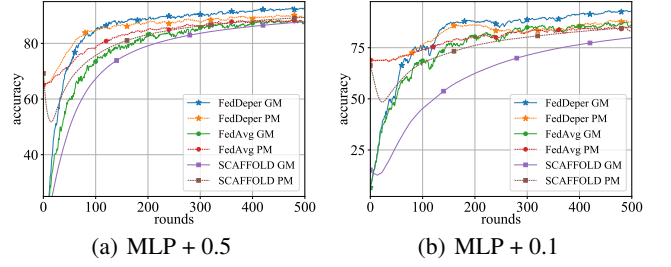 80
60
40
accuracy
0 100 200 300 400 500
rounds
FedDeper GM
FedDeper PM
FedAvg GM
FedAvg PM
SCAFFOLD GM
SCAFFOLD PM
(a) MLP + 0.5
75
50
25
accuracy
0 100 200 300 400 500
rounds
FedDeper GM
FedDeper PM
FedAvg GM
FedAvg PM
SCAFFOLD GM
SCAFFOLD PM
(b) MLP + 0.1